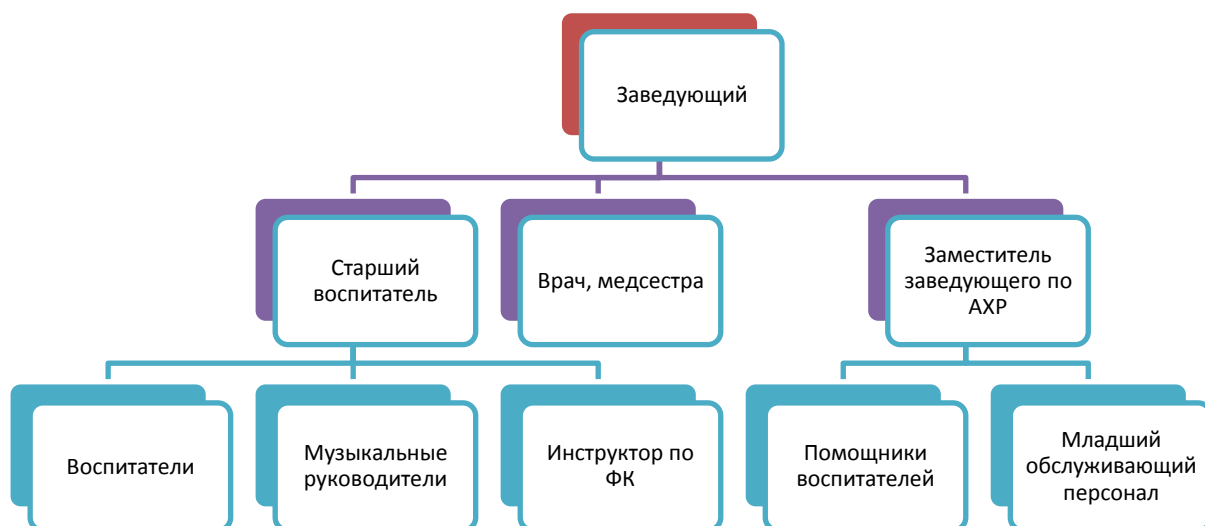 Заведующий
Старший
воспитатель
Врач, медсестра
Заместитель
заведующего по
АХР
Воспитатели
Музыкальные
руководители
Инструктор по
ФК
Помощники
воспитателей
Младший
обслуживающий
персонал